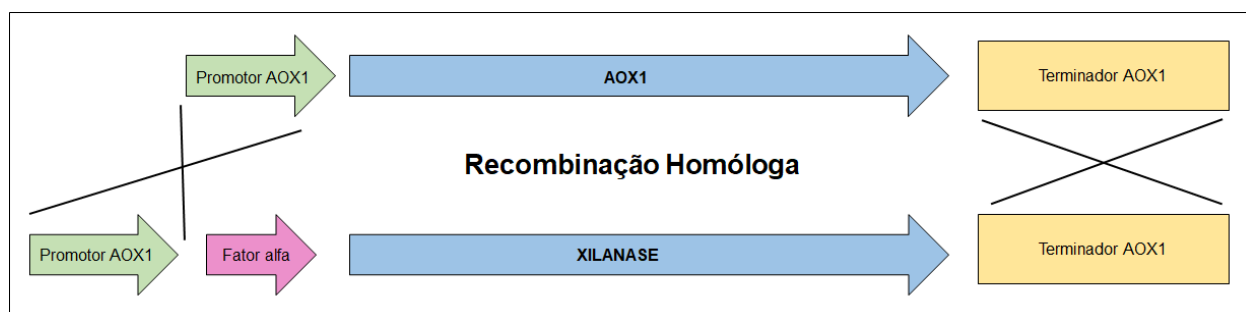 Promotor AOX1
AOX1
Terminador AOX1
Recombinação Homóloga
Promotor AOX1
Fator alfa
XILANASE
Terminador AOX1